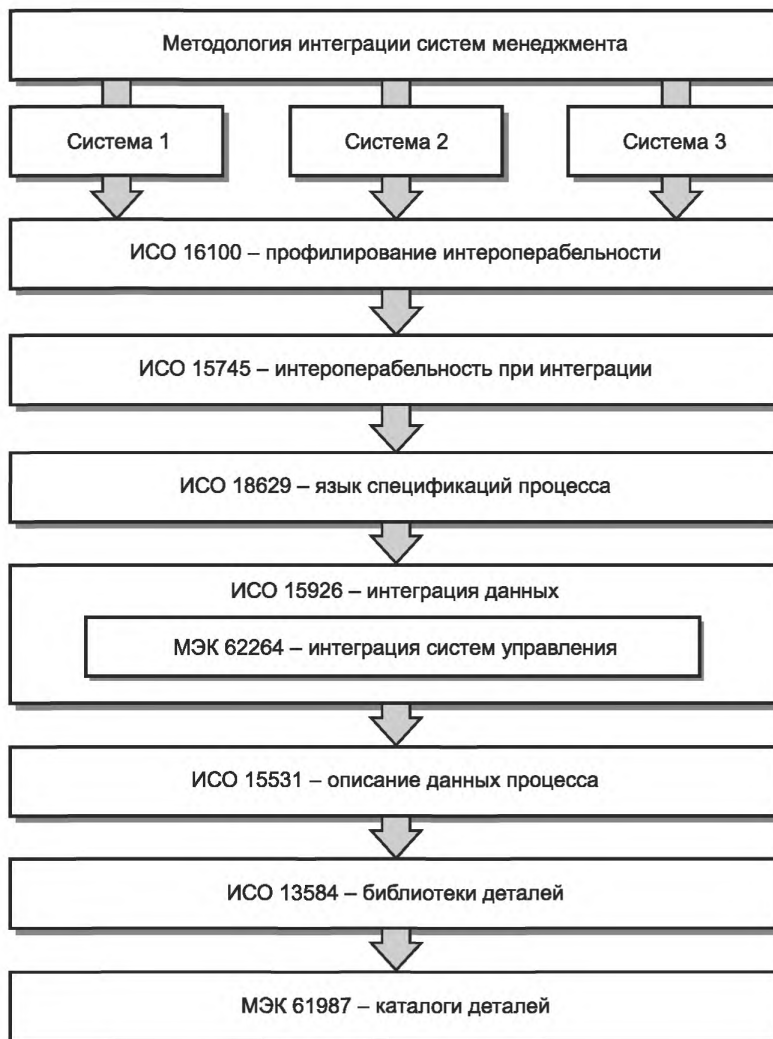 Методология интеграции систем менеджмента
Система 1
Система 2
Система 3
ИСО 16100 – профилирование интероперабельности
ИСО 15745 – интероперабельность при интеграции
ИСО 18629 – язык спецификаций процесса
ИСО 15926 – интеграция данных
МЭК 62264 – интеграция систем управления
ИСО 15531 – описание данных процесса
ИСО 13584 – библиотеки деталей
МЭК 61987 – каталоги деталей